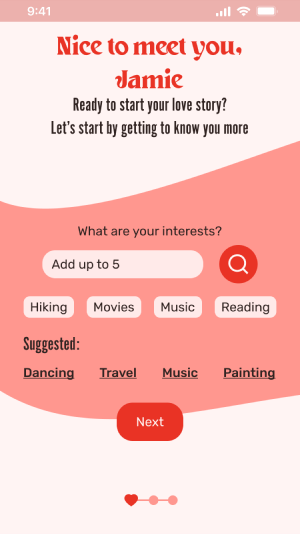 9:41
Nice to meet you,
Jamie
Ready to start your love story?
Let's start by getting to know you more
What are your interests?
Add up to 5
Hiking Movies Music Reading
Suggested:
Dancing Travel Music Painting
Next